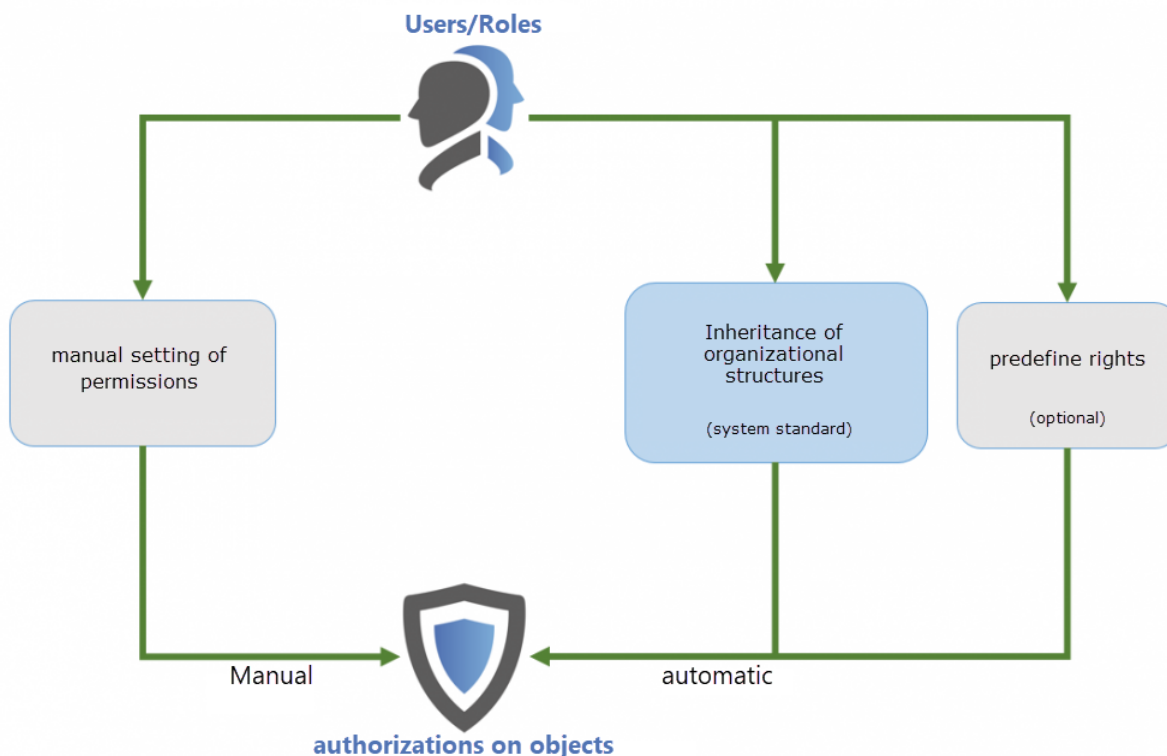 Users/Roles
manual setting of
permissions
Inheritance of
organizational
structures
(system standard)
predefine rights
(optional)
Manual
automatic
authorizations on objects